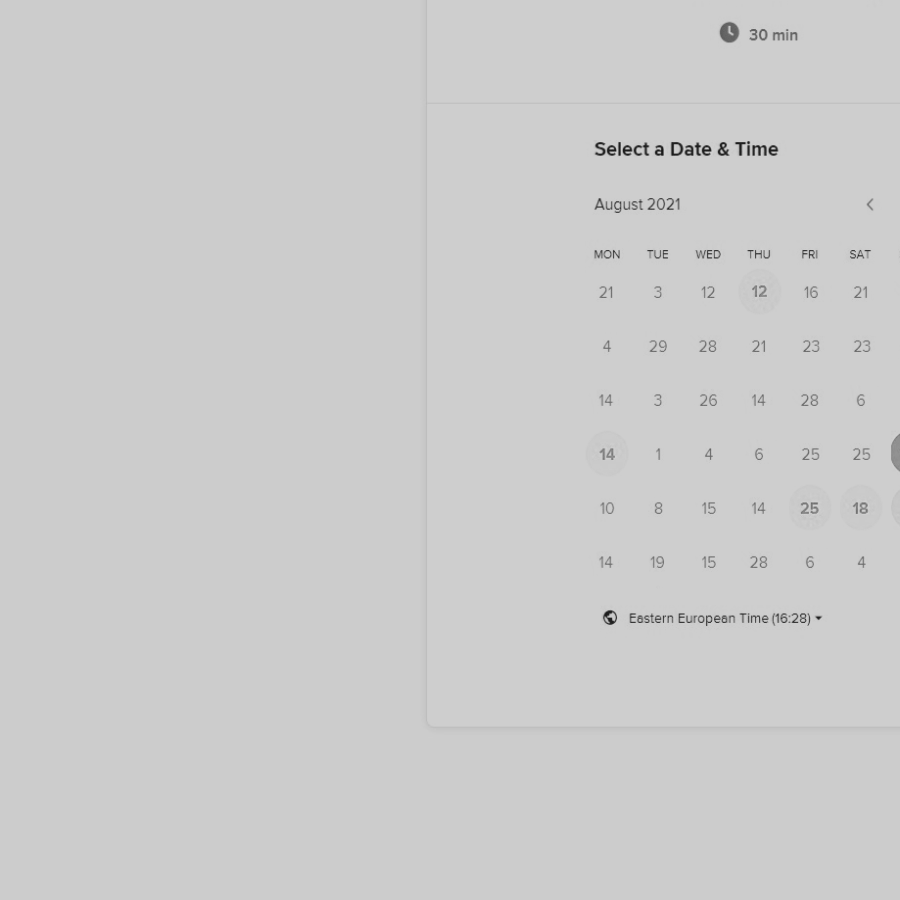 30 min
Select a Date & Time
August 2021
MON TUE WED THU FRI SAT
21 3 12 12 16 21
4 29 28 21 23 23
14 3 26 14 28 6
14 1 4 6 25 25
10 8 15 14 25 18
14 19 15 28 6 4
Eastern European Time (16:28)